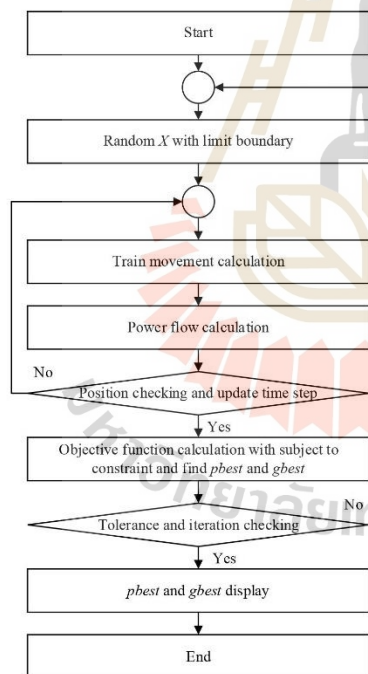 Start
Random X with limit boundary
Train movement calculation
Power flow calculation
No
Position checking and update time step
Yes
Objective function calculation with subject to
constraint and find pbest and gbest
No
Tolerance and iteration checking
Yes
pbest and gbest display
End